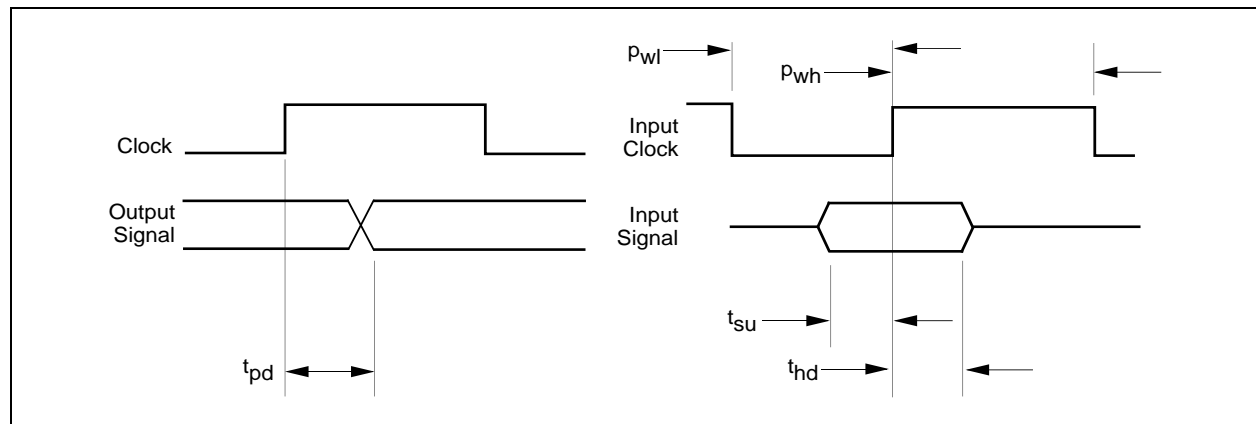 Clock
Output
Signal
tpd
pwl
pwh
Input
Clock
Input
Signal
tsu
thd